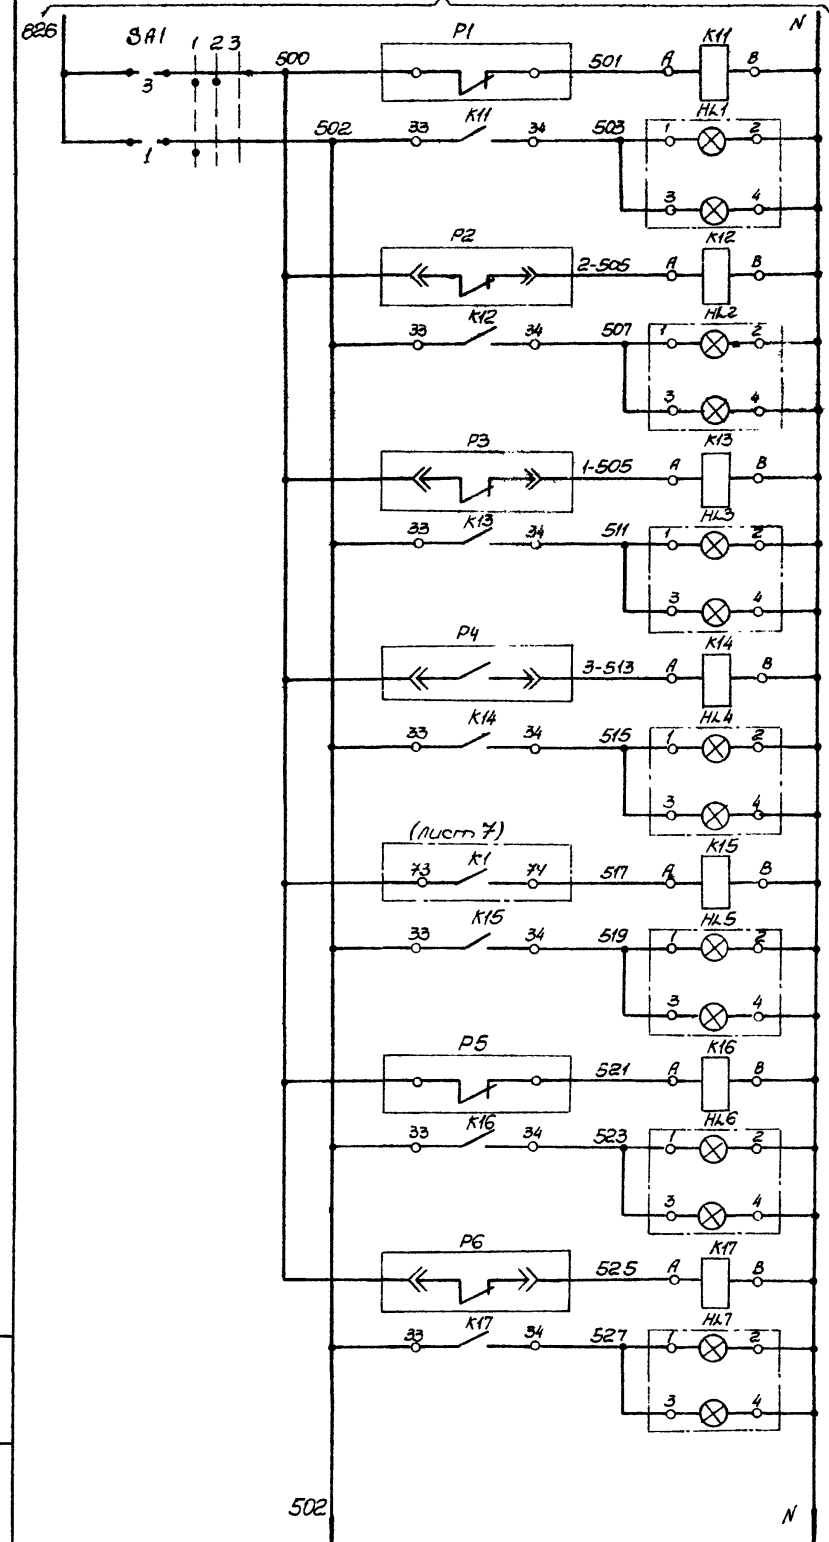 826 SA1 1 2 3 500 P1 501 A K11 B N
3
1 502 33 K11 34 503 1 HL1 2
3 4
P2 2-505 A K12 B
33 K12 34 507 1 HL2 2
3 4
P3 1-505 A K13 B
33 K13 34 511 1 HL3 2
3 4
P4 3-513 A K14 B
33 K14 34 515 1 HL4 2
3 4
(лист 7)
73 K1 74 517 A K15 B
33 K15 34 519 1 HL5 2
3 4
P5 521 A K16 B
33 K16 34 523 1 HL6 2
3 4
P6 525 A K17 B
33 K17 34 527 1 HL7 2
3 4
502 N